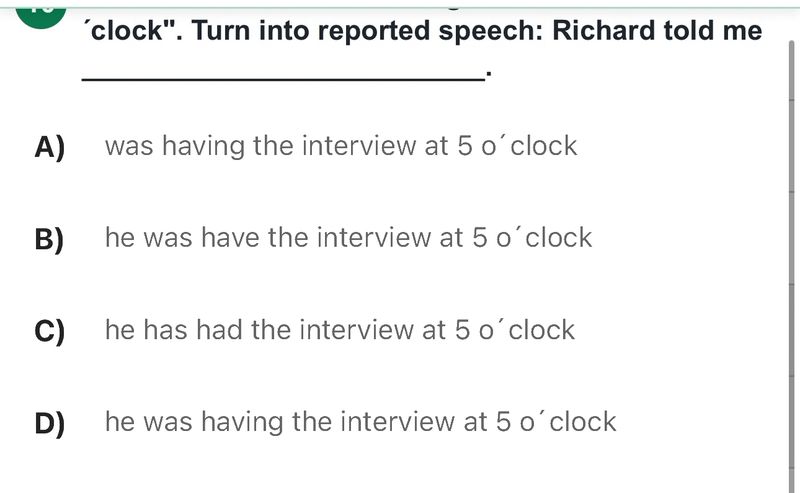 ´clock". Turn into reported speech: Richard told me
____________________________.
A) was having the interview at 5 o´clock
B) he was have the interview at 5 o´clock
C) he has had the interview at 5 o´clock
D) he was having the interview at 5 o´clock